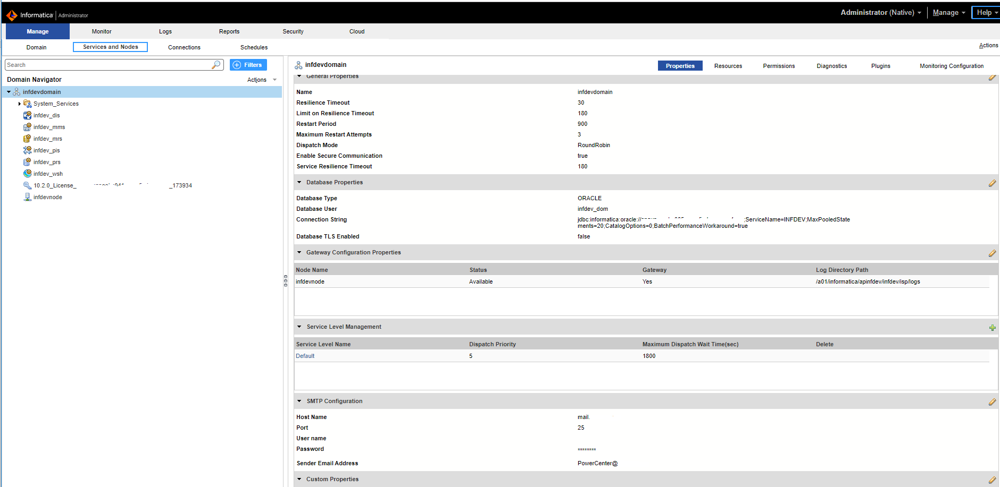 Informatica | Administrator
Administrator (Native) Manage Help
Manage Monitor Logs Reports Security Cloud
Domain Services and Nodes Connections Schedules Actions
Search Filters
Domain Navigator Actions
infdevdomain
System_Services
infdev_dis
infdev_mms
infdev_mrs
infdev_pis
infdev_prs
infdev_wsh
10.2.0_License_ _173934
infdevnode
infdevdomain Properties Resources Permissions Diagnostics Plugins Monitoring Configuration
General Properties
Name infdevdomain
Resilience Timeout 30
Limit on Resilience Timeout 180
Restart Period 900
Maximum Restart Attempts 3
Dispatch Mode RoundRobin
Enable Secure Communication true
Service Resilience Timeout 180
Database Properties
Database Type ORACLE
Database User infdev_dom
Connection String jdbc:informatica:oracle:// ;ServiceName=INFDEV;MaxPooledState
ments=20;CatalogOptions=0;BatchPerformanceWorkaround=true
Database TLS Enabled false
Gateway Configuration Properties
Node Name Status Gateway Log Directory Path
infdevnode Available Yes /a01/informatica/apinfdev/infdev/isp/logs
Service Level Management
Service Level Name Dispatch Priority Maximum Dispatch Wait Time(sec) Delete
Default 5 1800
SMTP Configuration
Host Name mail.
Port 25
User name
Password ********
Sender Email Address PowerCenter@
Custom Properties